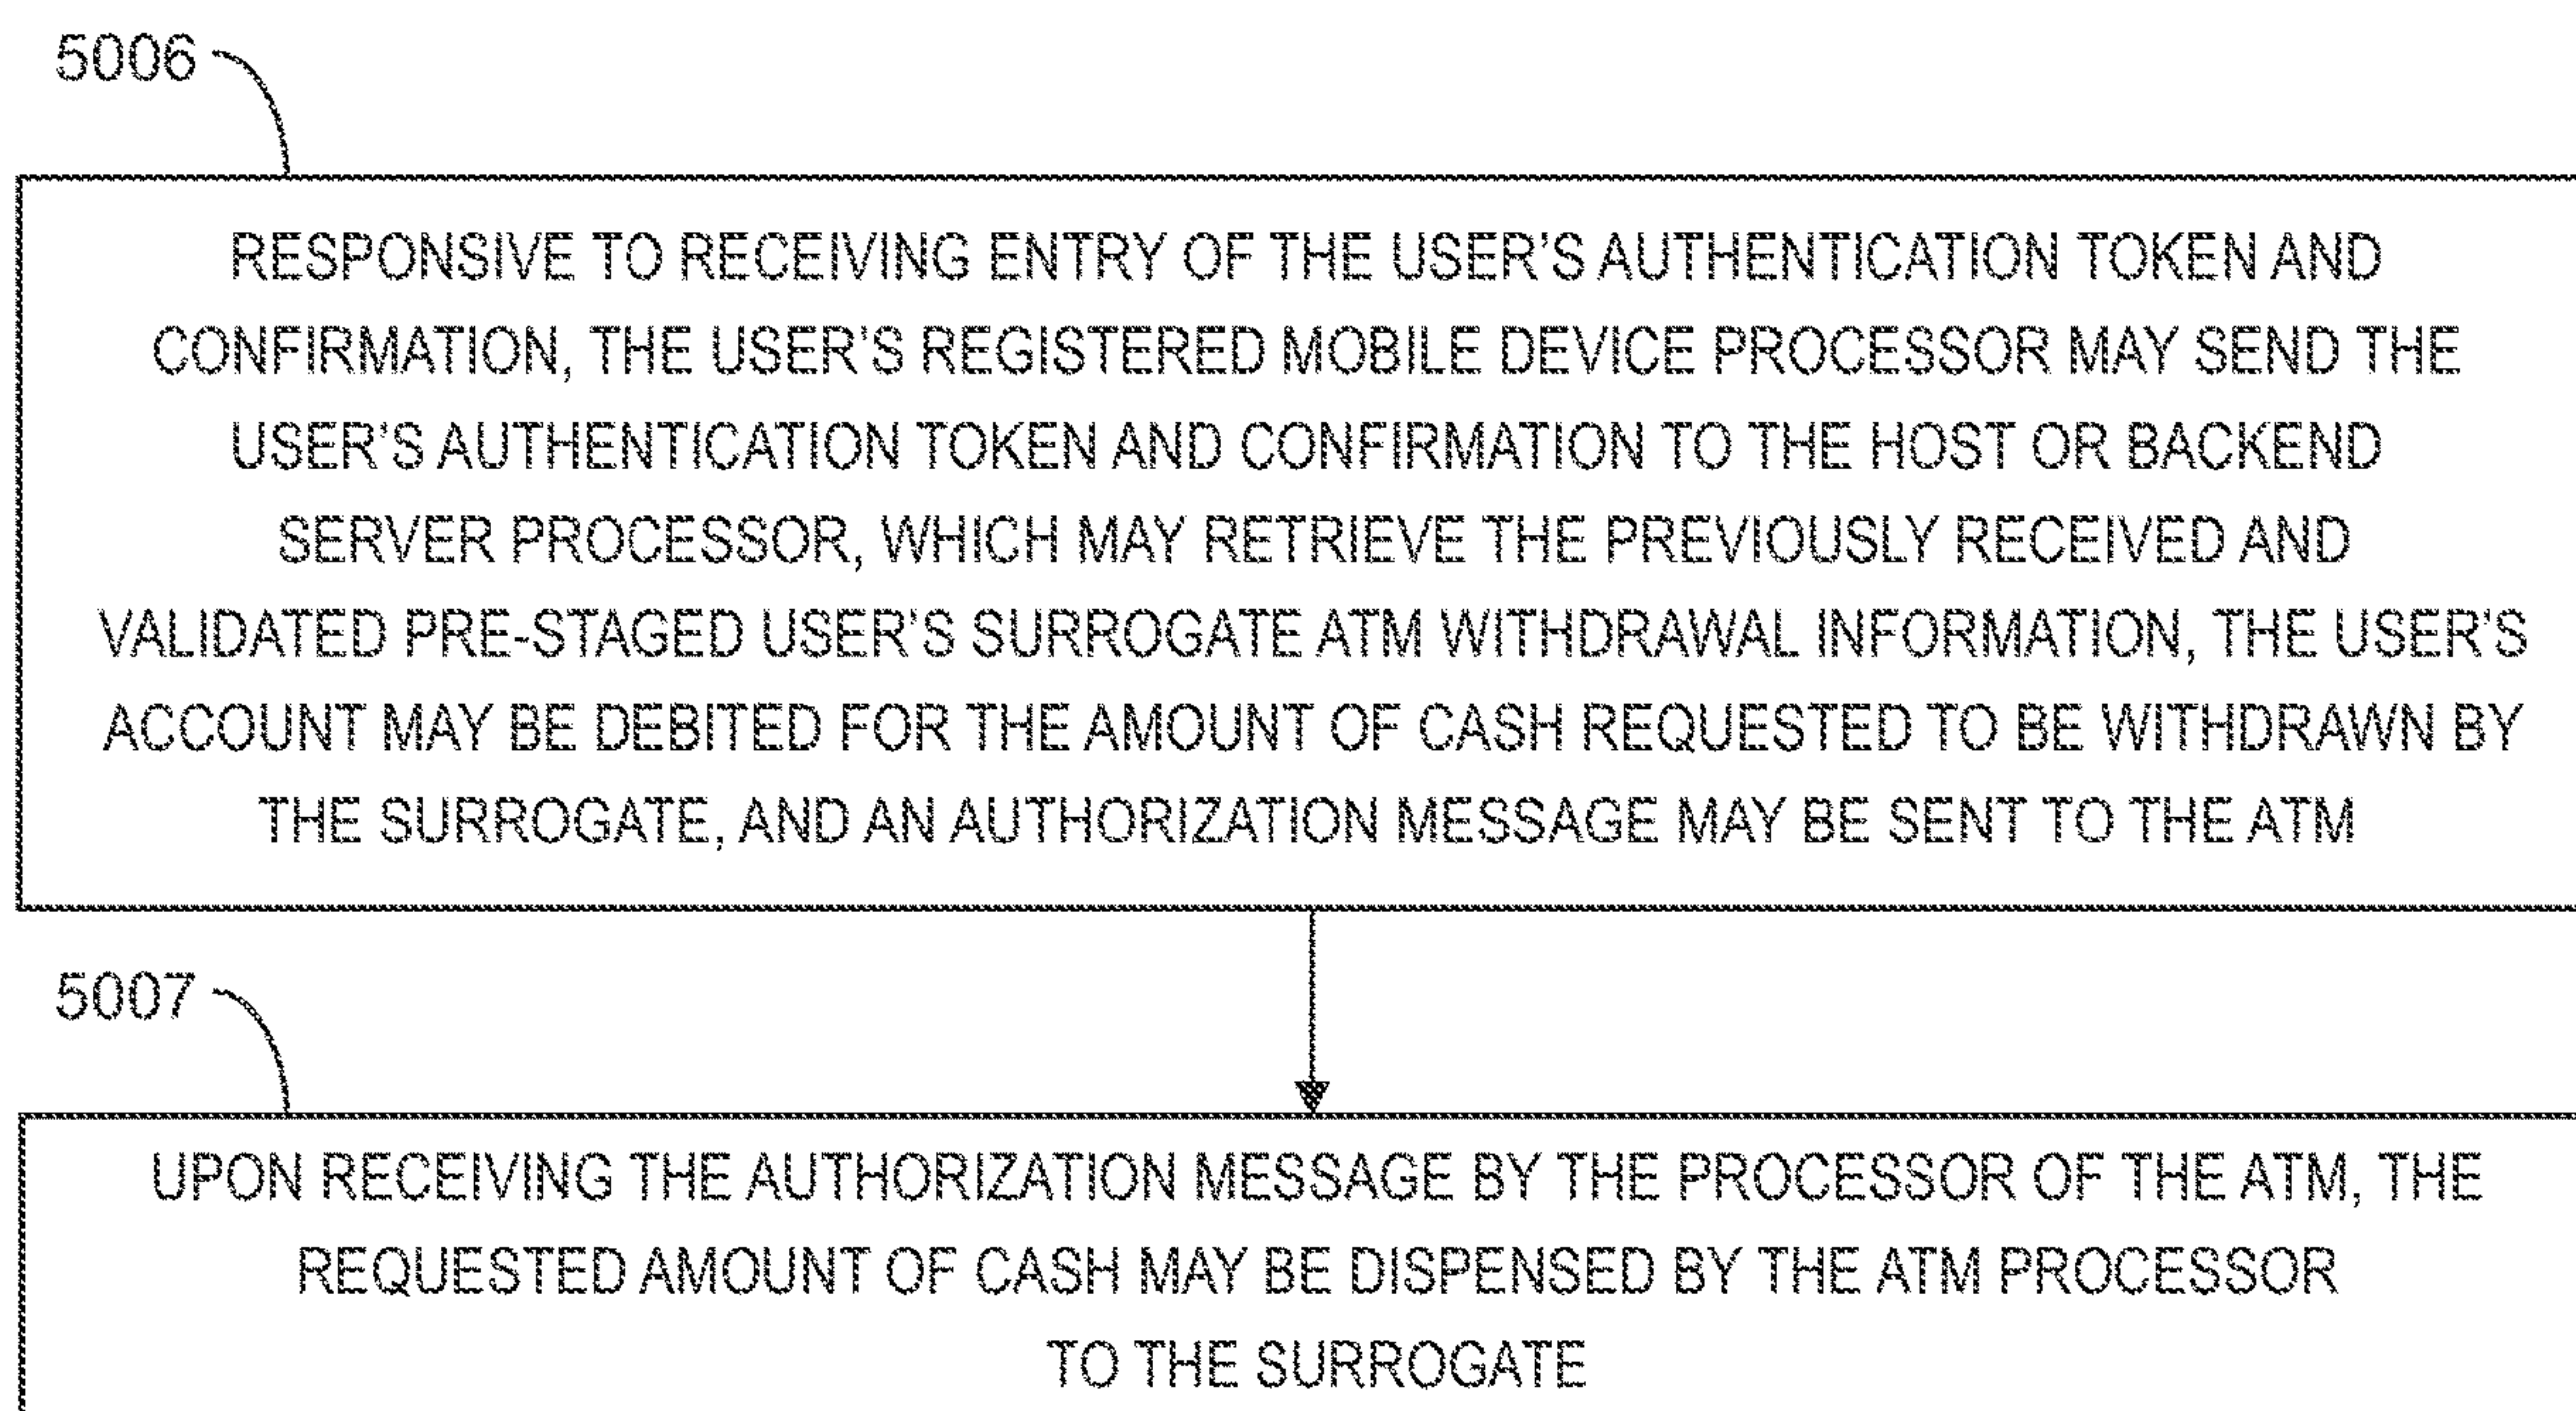 5006
RESPONSIVE TO RECEIVING ENTRY OF THE USER'S AUTHENTICATION TOKEN AND
CONFIRMATION, THE USER'S REGISTERED MOBILE DEVICE PROCESSOR MAY SEND THE
USER'S AUTHENTICATION TOKEN AND CONFIRMATION TO THE HOST OR BACKEND
SERVER PROCESSOR, WHICH MAY RETRIEVE THE PREVIOUSLY RECEIVED AND
VALIDATED PRE-STAGED USER'S SURROGATE ATM WITHDRAWAL INFORMATION, THE USER'S
ACCOUNT MAY BE DEBITED FOR THE AMOUNT OF CASH REQUESTED TO BE WITHDRAWN BY
THE SURROGATE, AND AN AUTHORIZATION MESSAGE MAY BE SENT TO THE ATM
5007
UPON RECEIVING THE AUTHORIZATION MESSAGE BY THE PROCESSOR OF THE ATM, THE
REQUESTED AMOUNT OF CASH MAY BE DISPENSED BY THE ATM PROCESSOR
TO THE SURROGATE